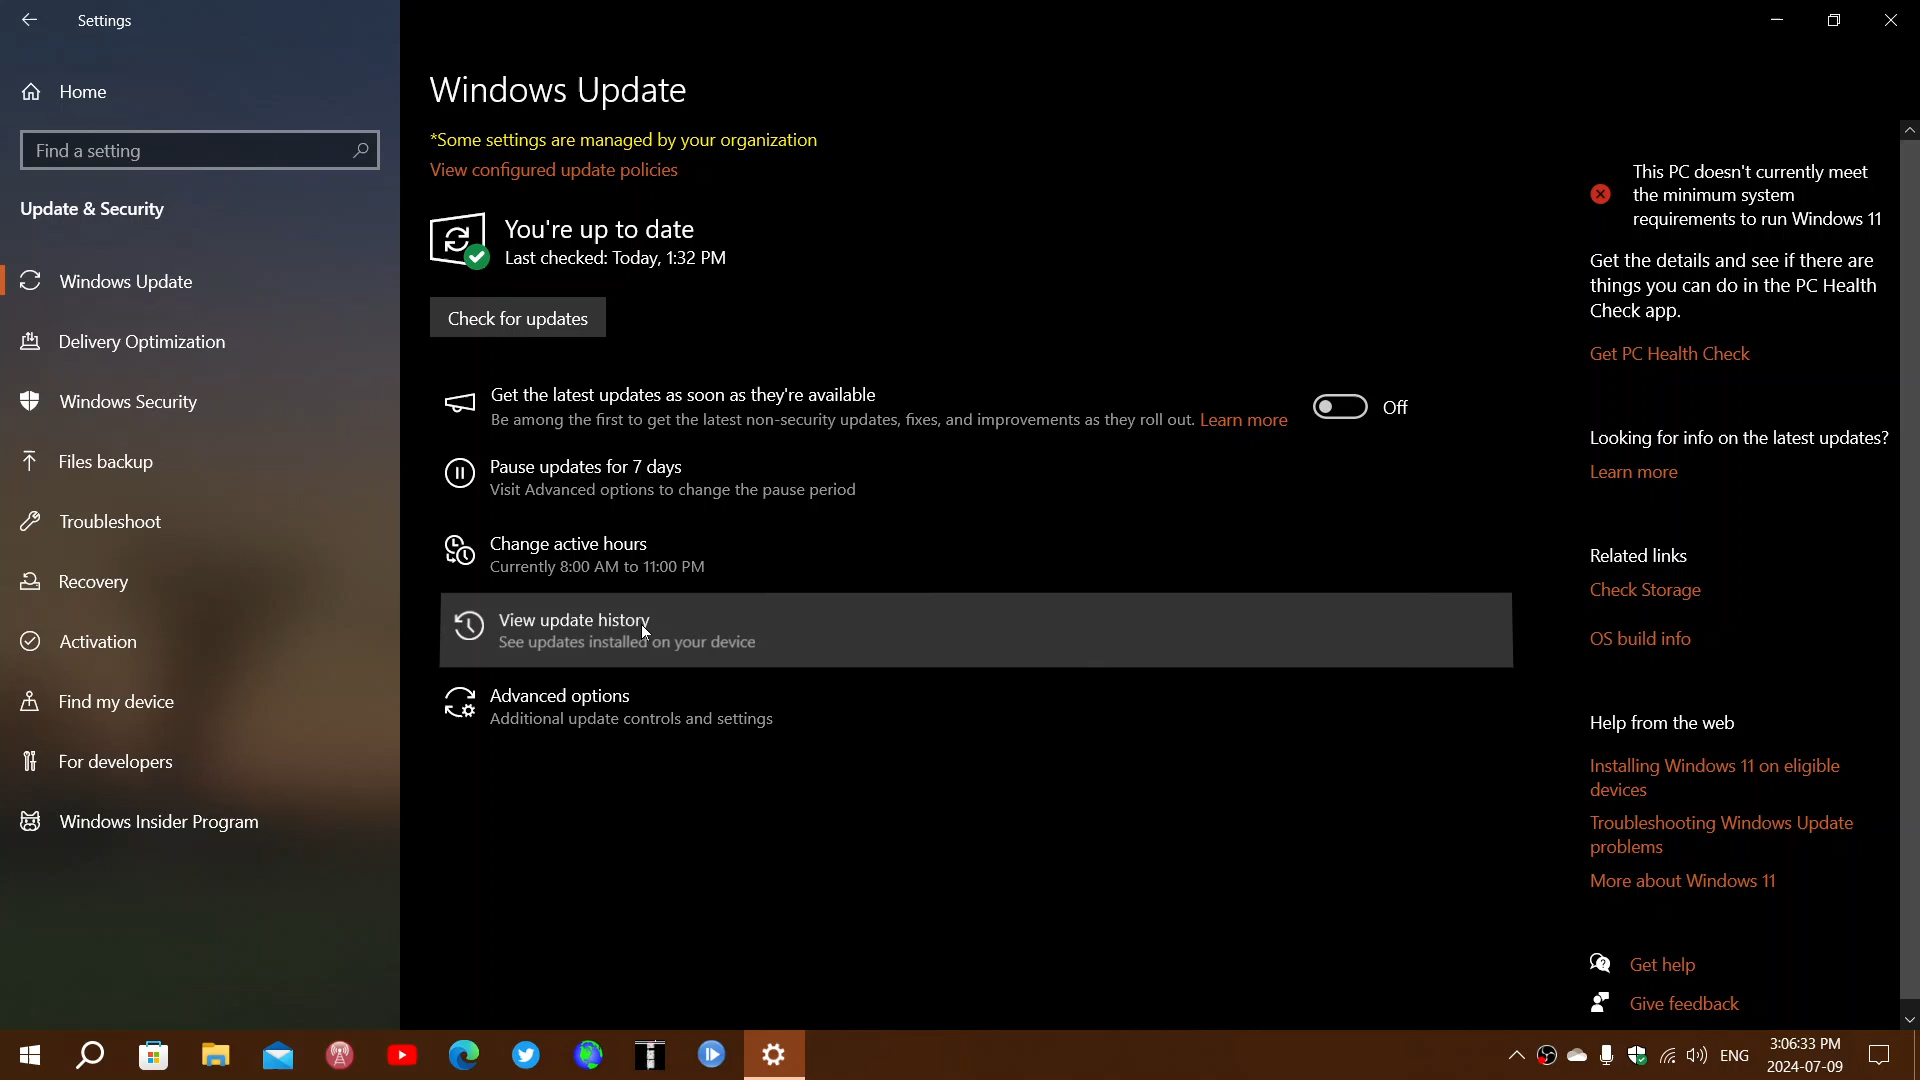 Settings
Home
Find a setting
Update & Security
Windows Update
Delivery Optimization
Windows Security
Files backup
Troubleshoot
Recovery
Activation
Find my device
For developers
Windows Insider Program
Windows Update
*Some settings are managed by your organization
View configured update policies
You're up to date
Last checked: Today, 1:32 PM
Check for updates
Get the latest updates as soon as they're available
Be among the first to get the latest non-security updates, fixes, and improvements as they roll out. Learn more
Off
Pause updates for 7 days
Visit Advanced options to change the pause period
Change active hours
Currently 8:00 AM to 11:00 PM
View update history
See updates installed on your device
Advanced options
Additional update controls and settings
This PC doesn't currently meet
the minimum system
requirements to run Windows 11
Get the details and see if there are
things you can do in the PC Health
Check app.
Get PC Health Check
Looking for info on the latest updates?
Learn more
Related links
Check Storage
OS build info
Help from the web
Installing Windows 11 on eligible
devices
Troubleshooting Windows Update
problems
More about Windows 11
Get help
Give feedback
ENG
3:06:33 PM
2024-07-09